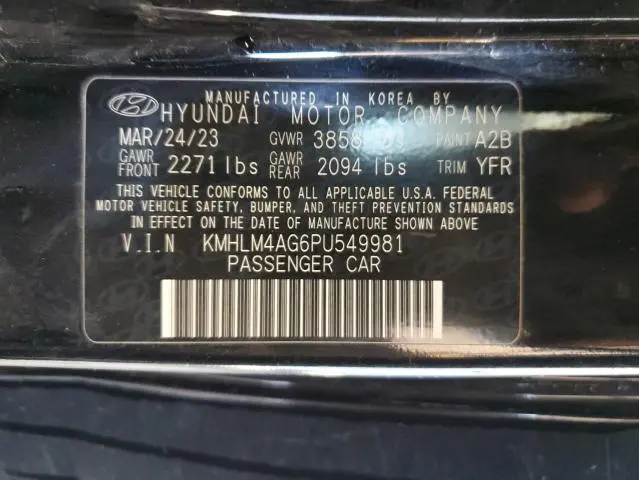 MANUFACTURED IN KOREA BY
HYUNDAI MOTOR COMPANY
MAR/24/23 GVWR 3858 PAINT A2B
GAWR FRONT 2271 lbs GAWR REAR 2094 lbs TRIM YFR
THIS VEHICLE CONFORMS TO ALL APPLICABLE U.S.A. FEDERAL
MOTOR VEHICLE SAFETY, BUMPER, AND THEFT PREVENTION STANDARDS
IN EFFECT ON THE DATE OF MANUFACTURE SHOWN ABOVE
V.I.N KMHLM4AG6PU549981
PASSENGER CAR